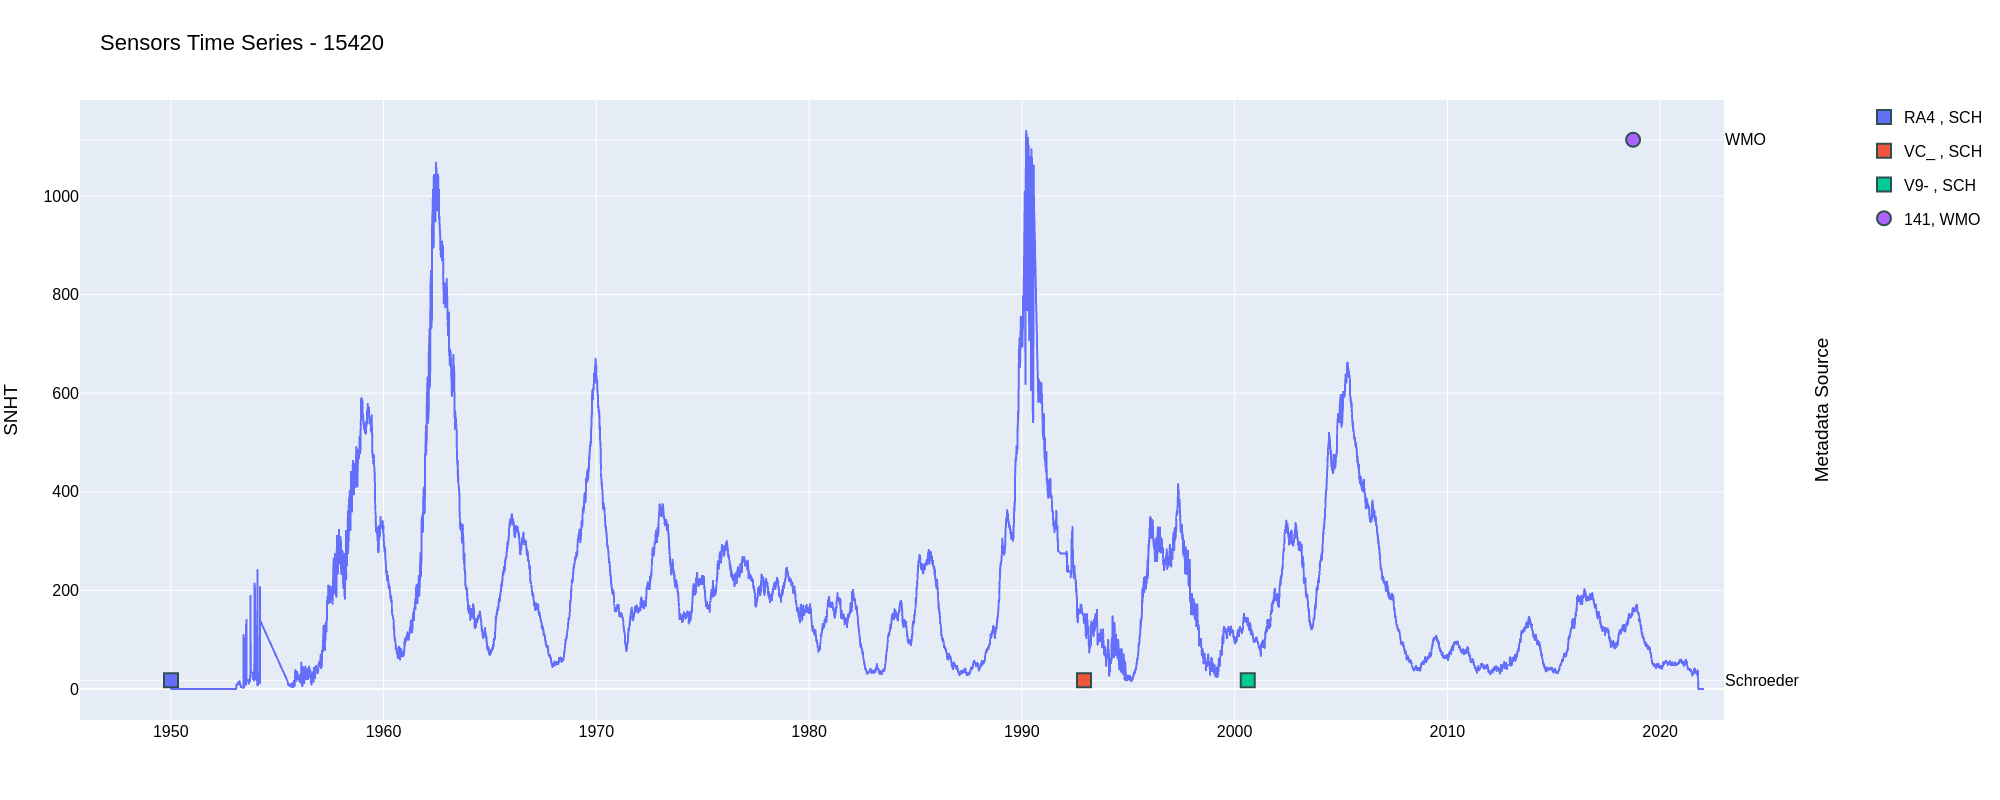 Sensors Time Series - 15420
RA4 , SCH
VC_ , SCH
V9- , SCH
141, WMO
WMO
Schroeder
Metadata Source
SNHT
1000
800
600
400
200
0
1950 1960 1970 1980 1990 2000 2010 2020